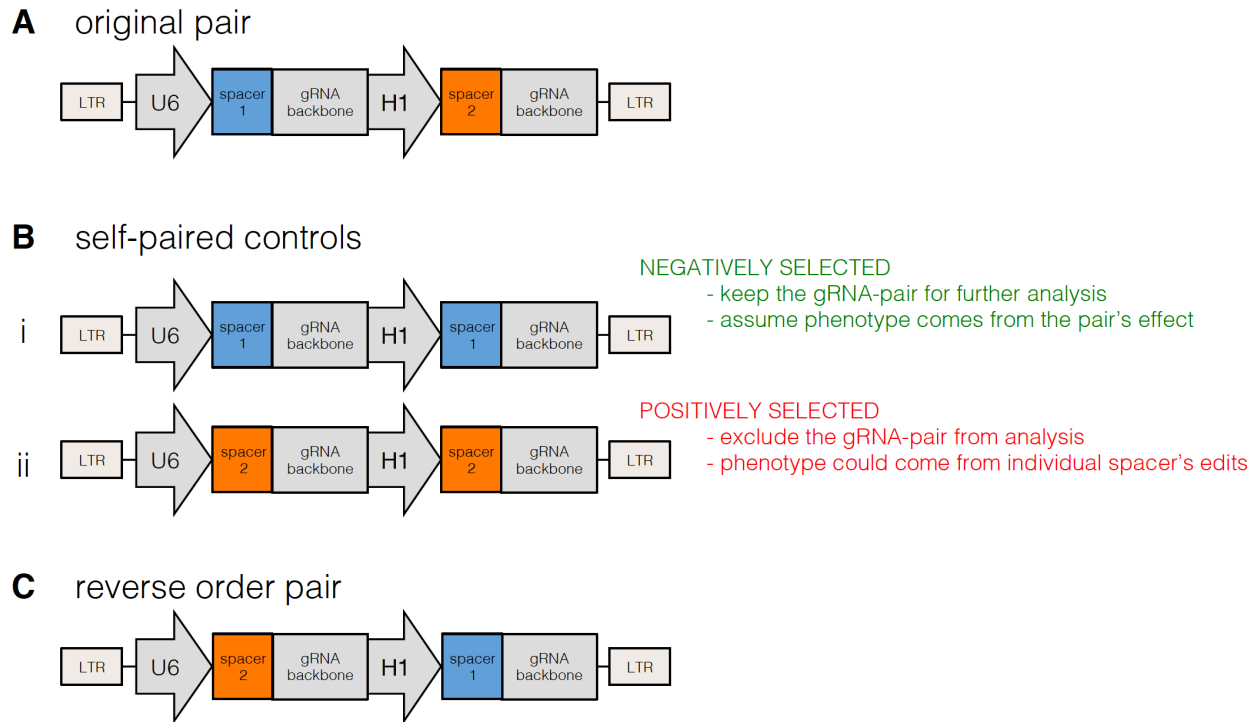 A original pair
LTR U6 spacer 1 gRNA backbone H1 spacer 2 gRNA backbone LTR
B self-paired controls
NEGATIVELY SELECTED
- keep the gRNA-pair for further analysis
- assume phenotype comes from the pair's effect
i LTR U6 spacer 1 gRNA backbone H1 spacer 1 gRNA backbone LTR
POSITIVELY SELECTED
- exclude the gRNA-pair from analysis
- phenotype could come from individual spacer's edits
ii LTR U6 spacer 2 gRNA backbone H1 spacer 2 gRNA backbone LTR
C reverse order pair
LTR U6 spacer 2 gRNA backbone H1 spacer 1 gRNA backbone LTR